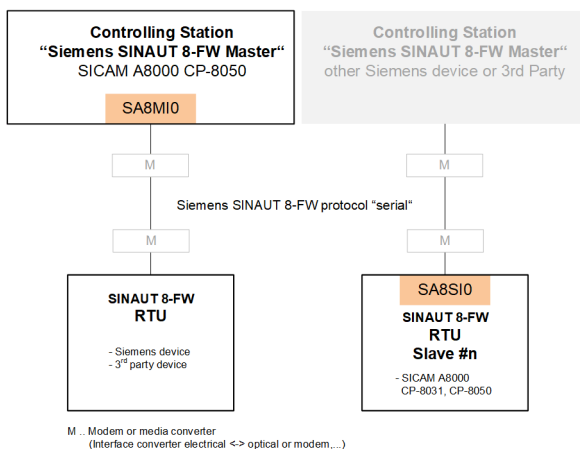 Controlling Station
“Siemens SINAUT 8-FW Master“
SICAM A8000 CP-8050
SA8MI0
Controlling Station
“Siemens SINAUT 8-FW Master“
other Siemens device or 3rd Party
M
M
Siemens SINAUT 8-FW protocol “serial“
M
M
SINAUT 8-FW
RTU
- Siemens device
- 3rd party device
SA8SI0
SINAUT 8-FW
RTU
Slave #n
- SICAM A8000
CP-8031, CP-8050
M .. Modem or media converter
(Interface converter electrical <-> optical or modem,...)